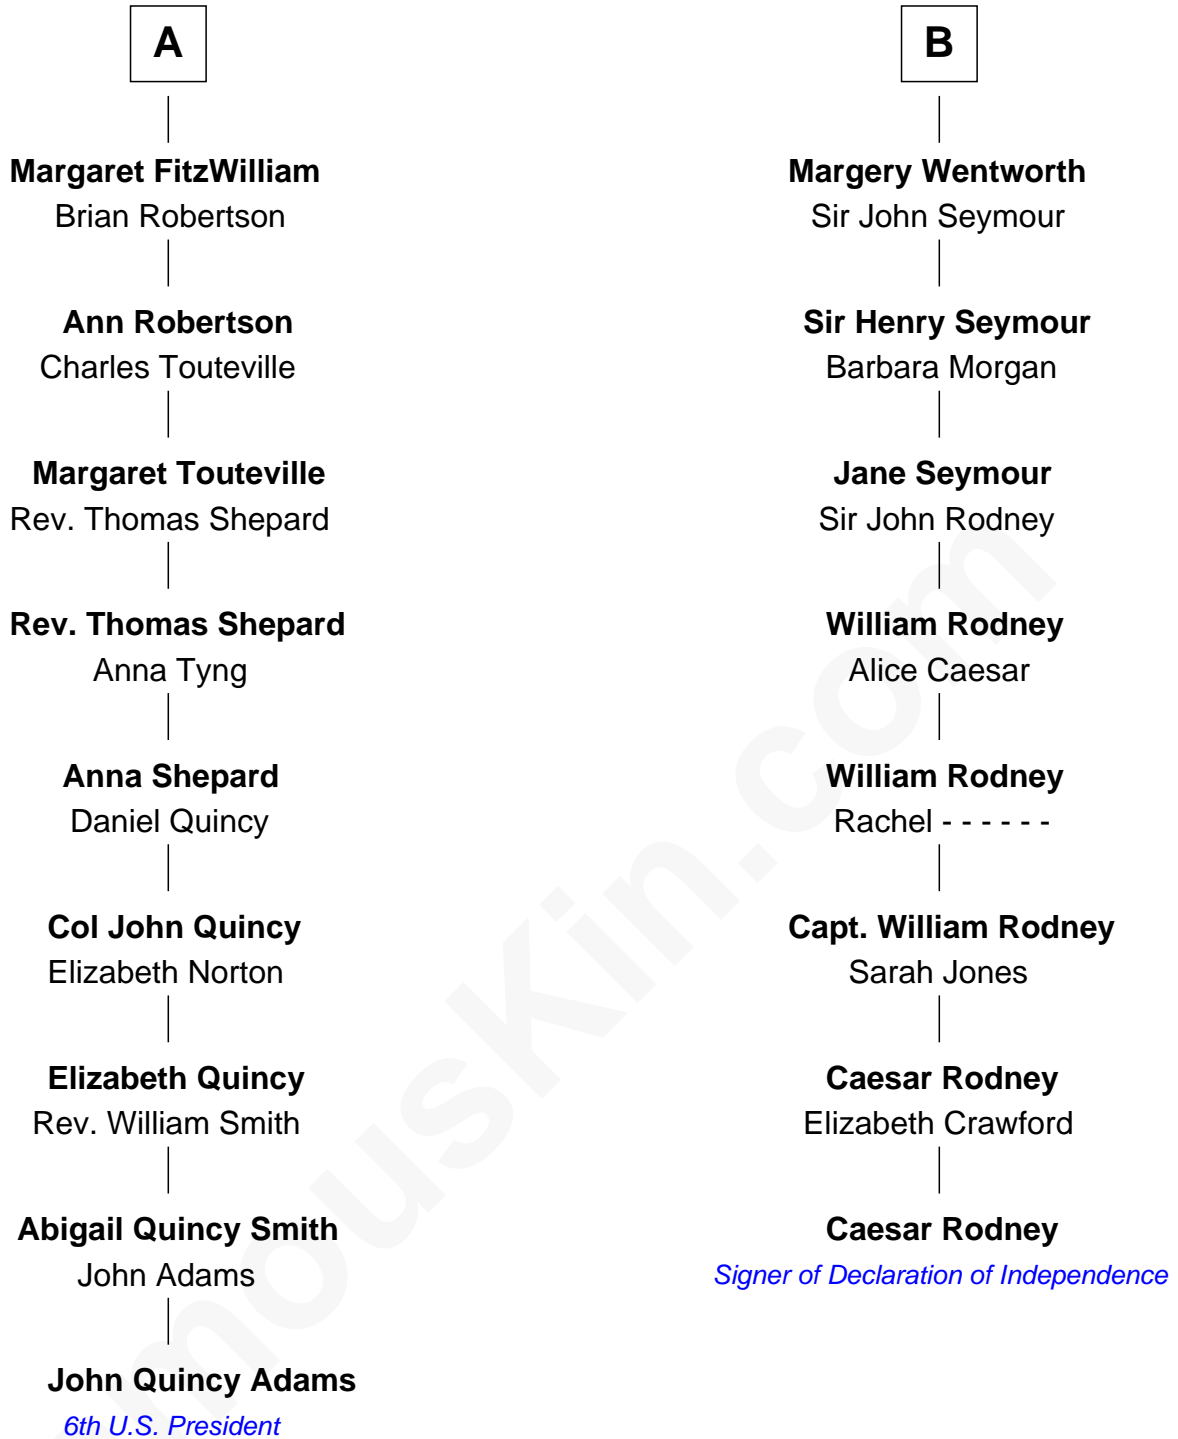 A
Margaret FitzWilliam
Brian Robertson
Ann Robertson
Charles Touteville
Margaret Touteville
Rev. Thomas Shepard
Rev. Thomas Shepard
Anna Tyng
Anna Shepard
Daniel Quincy
Col John Quincy
Elizabeth Norton
Elizabeth Quincy
Rev. William Smith
Abigail Quincy Smith
John Adams
John Quincy Adams
6th U.S. President
B
Margery Wentworth
Sir John Seymour
Sir Henry Seymour
Barbara Morgan
Jane Seymour
Sir John Rodney
William Rodney
Alice Caesar
William Rodney
Rachel - - - - - -
Capt. William Rodney
Sarah Jones
Caesar Rodney
Elizabeth Crawford
Caesar Rodney
Signer of Declaration of Independence
mousKin.com